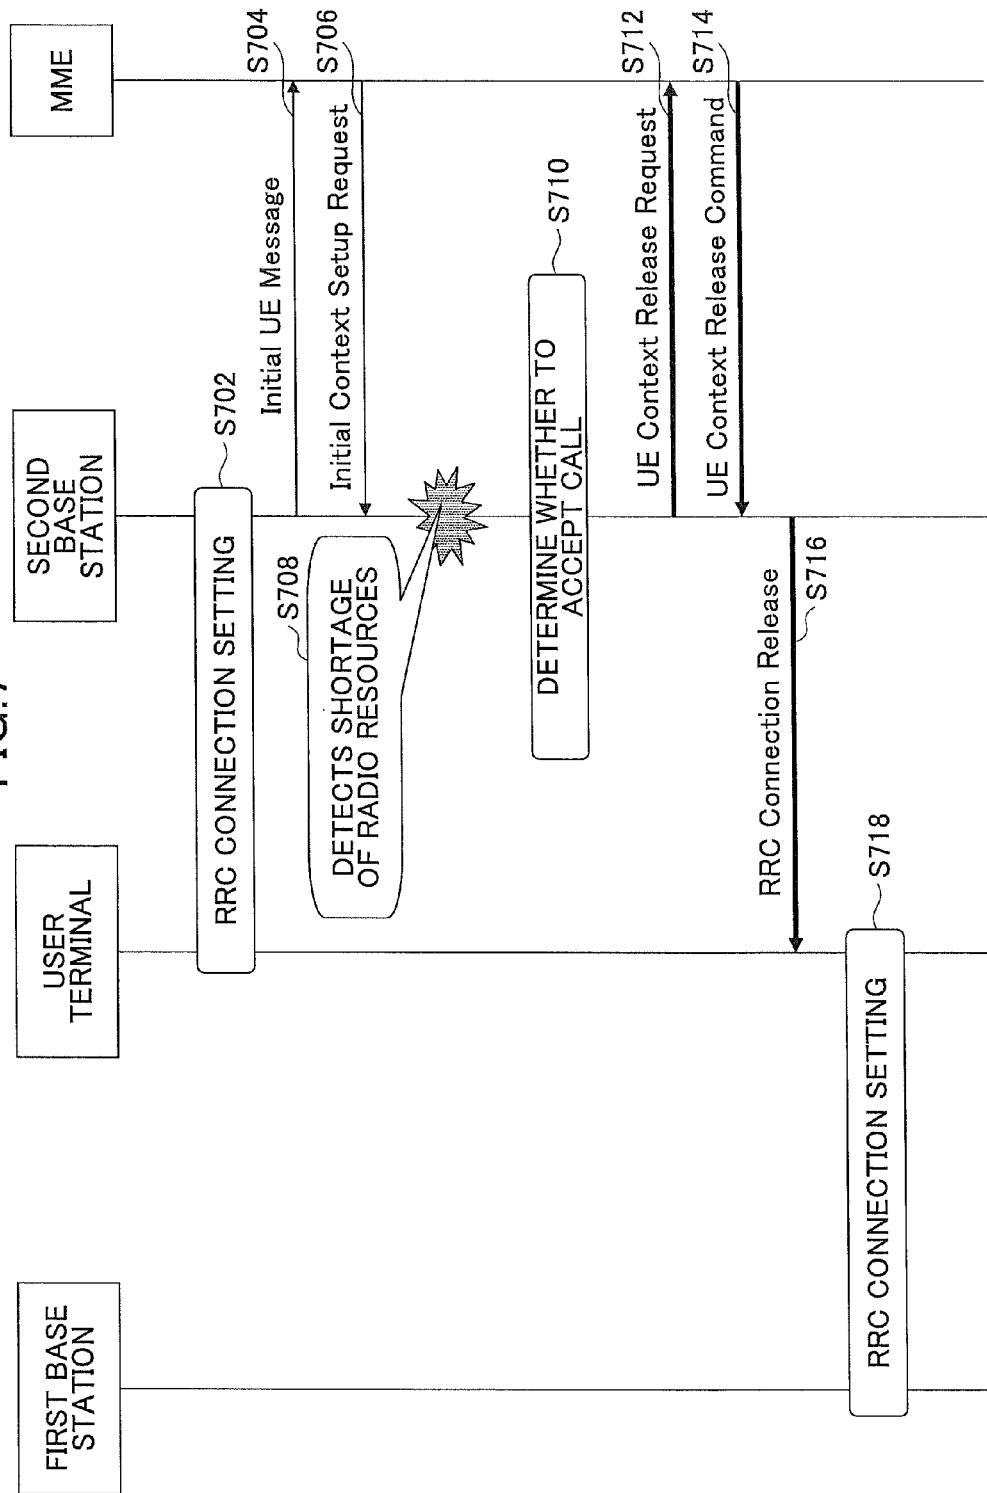 FIG.7
FIRST BASE
STATION
USER
TERMINAL
SECOND
BASE
STATION
MME
RRC CONNECTION SETTING
S702
Initial UE Message
S704
Initial Context Setup Request
S706
S708
DETECTS SHORTAGE
OF RADIO RESOURCES
DETERMINE WHETHER TO
ACCEPT CALL
S710
UE Context Release Request
S712
UE Context Release Command
S714
RRC Connection Release
S716
RRC CONNECTION SETTING
S718